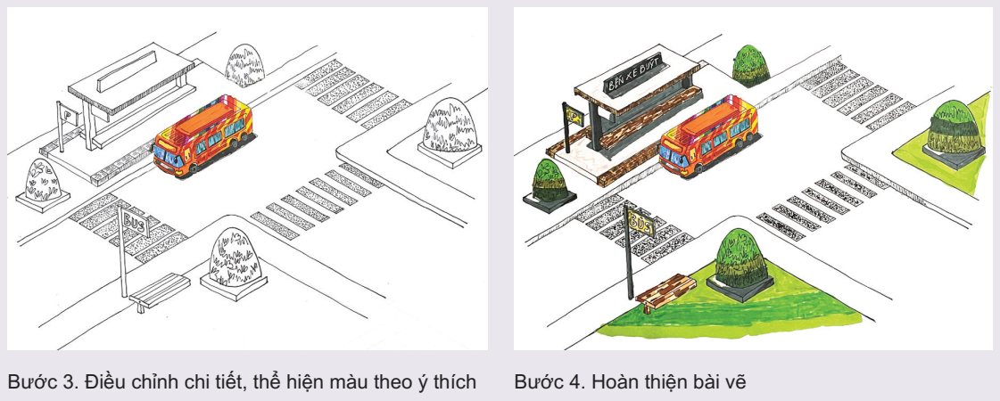 P
BUS
BẾN XE BUÝT
P
BUS
Bước 3. Điều chỉnh chi tiết, thể hiện màu theo ý thích
Bước 4. Hoàn thiện bài vẽ